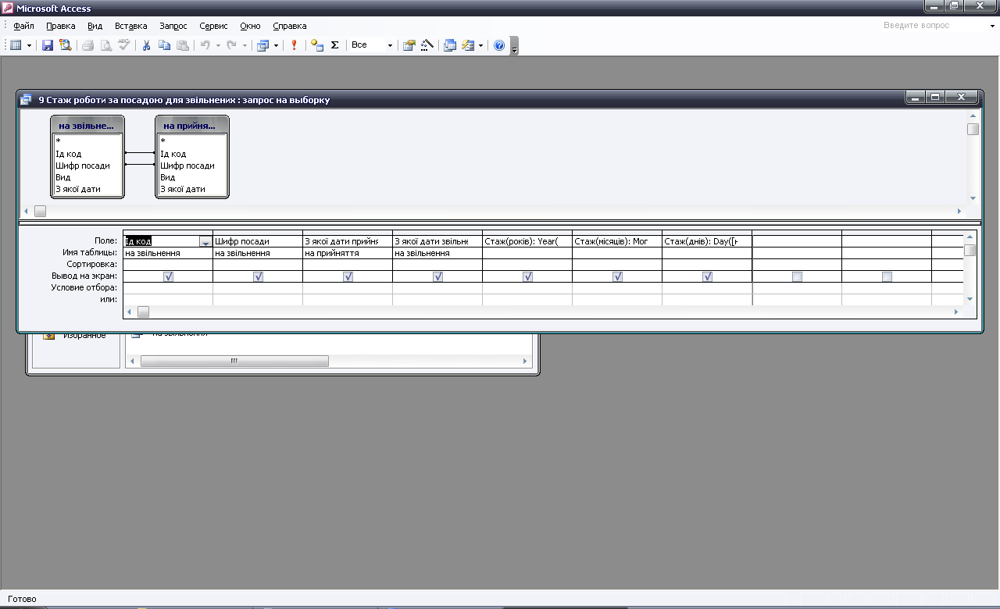 Microsoft Access
Файл Правка Вид Вставка Запрос Сервис Окно Справка Введите вопрос
ABC Все
9 Стаж роботи за посадою для звільнених : запрос на выборку
на звільне... на прийня...
* *
Ід код Ід код
Шифр посади Шифр посади
Вид Вид
З якої дати З якої дати
Поле: Ід код Шифр посади З якої дати прийня З якої дати звільне Стаж(років): Year( Стаж(місяців): Mor Стаж(днів): Day([н
Имя таблицы: на звільнення на звільнення на прийняття на звільнення
Сортировка:
Вывод на экран:
Условие отбора:
или:
Избранное на звільнення
Готово